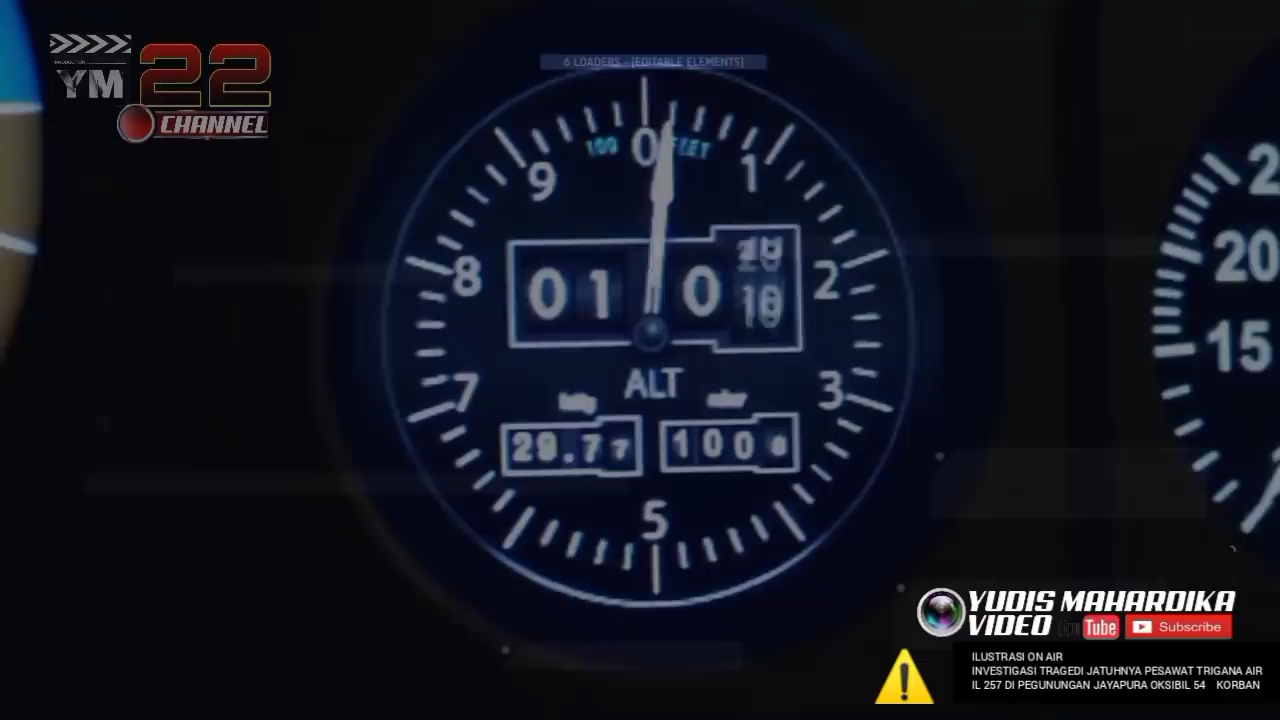 YM 22
CHANNEL
6 LOADERS - [EDITABLE ELEMENTS]
100 FEET
0
1
2
3
5
7
8
9
01 0 10
ALT
29.77
1000
2
20
15
YUDIS MAHARDIKA
VIDEO
Tube
Subscribe
ILUSTRASI ON AIR
INVESTIGASI TRAGEDI JATUHNYA PESAWAT TRIGANA AIR
IL 257 DI PEGUNUNGAN JAYAPURA OKSIBIL 54 KORBAN